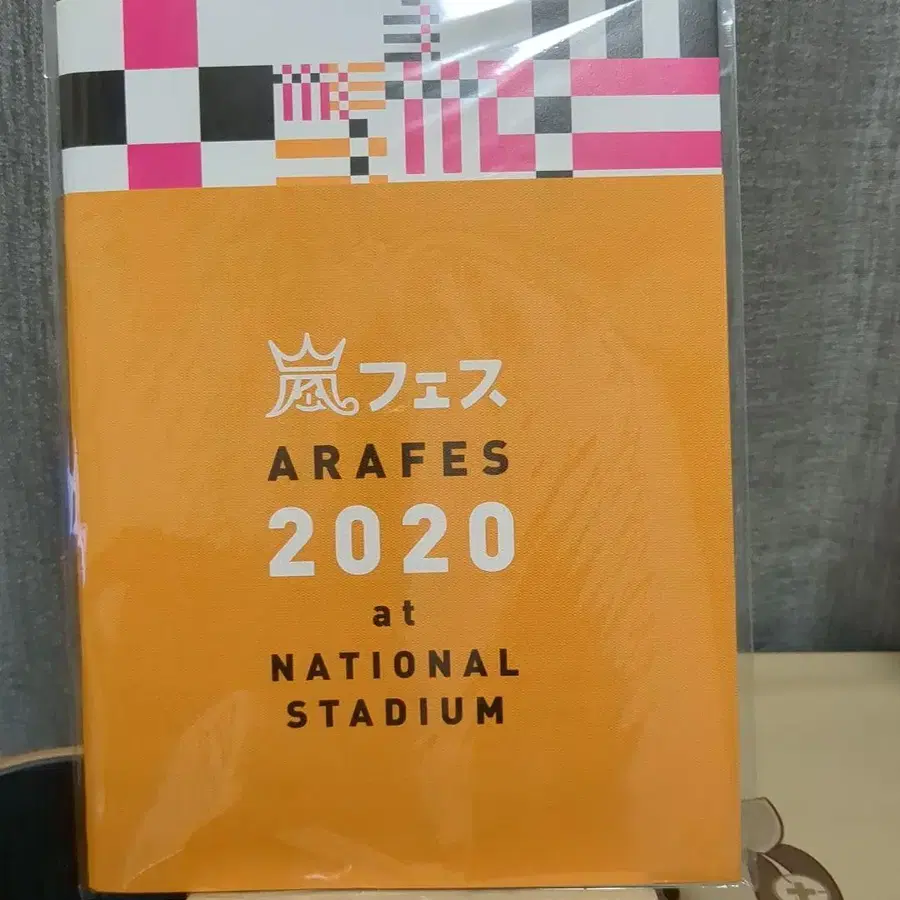 嵐フェス
ARAFES
2020
at
NATIONAL
STADIUM